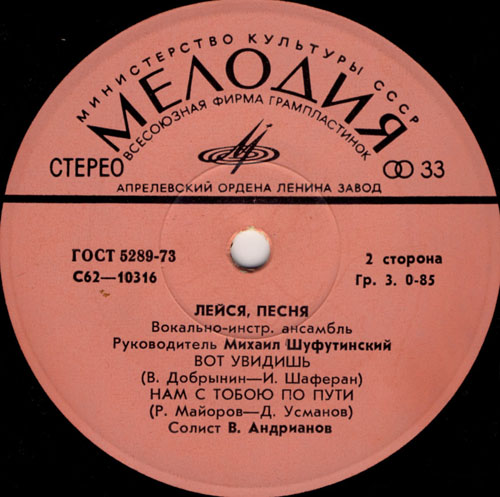 МИНИСТЕРСТВО КУЛЬТУРЫ СССР
МЕЛОДИЯ
ВСЕСОЮЗНАЯ ФИРМА ГРАМПЛАСТИНОК
СТЕРЕО
33
АПРЕЛЕВСКИЙ ОРДЕНА ЛЕНИНА ЗАВОД
ГОСТ 5289-73
2 сторона
С62—10316
Гр. 3. 0-85
ЛЕЙСЯ, ПЕСНЯ
Вокально-инстр. ансамбль
Руководитель Михаил Шуфутинский
ВОТ УВИДИШЬ
(В. Добрынин—И. Шаферан)
НАМ С ТОБОЮ ПО ПУТИ
(Р. Майоров—Д. Усманов)
Солист В. Андрианов